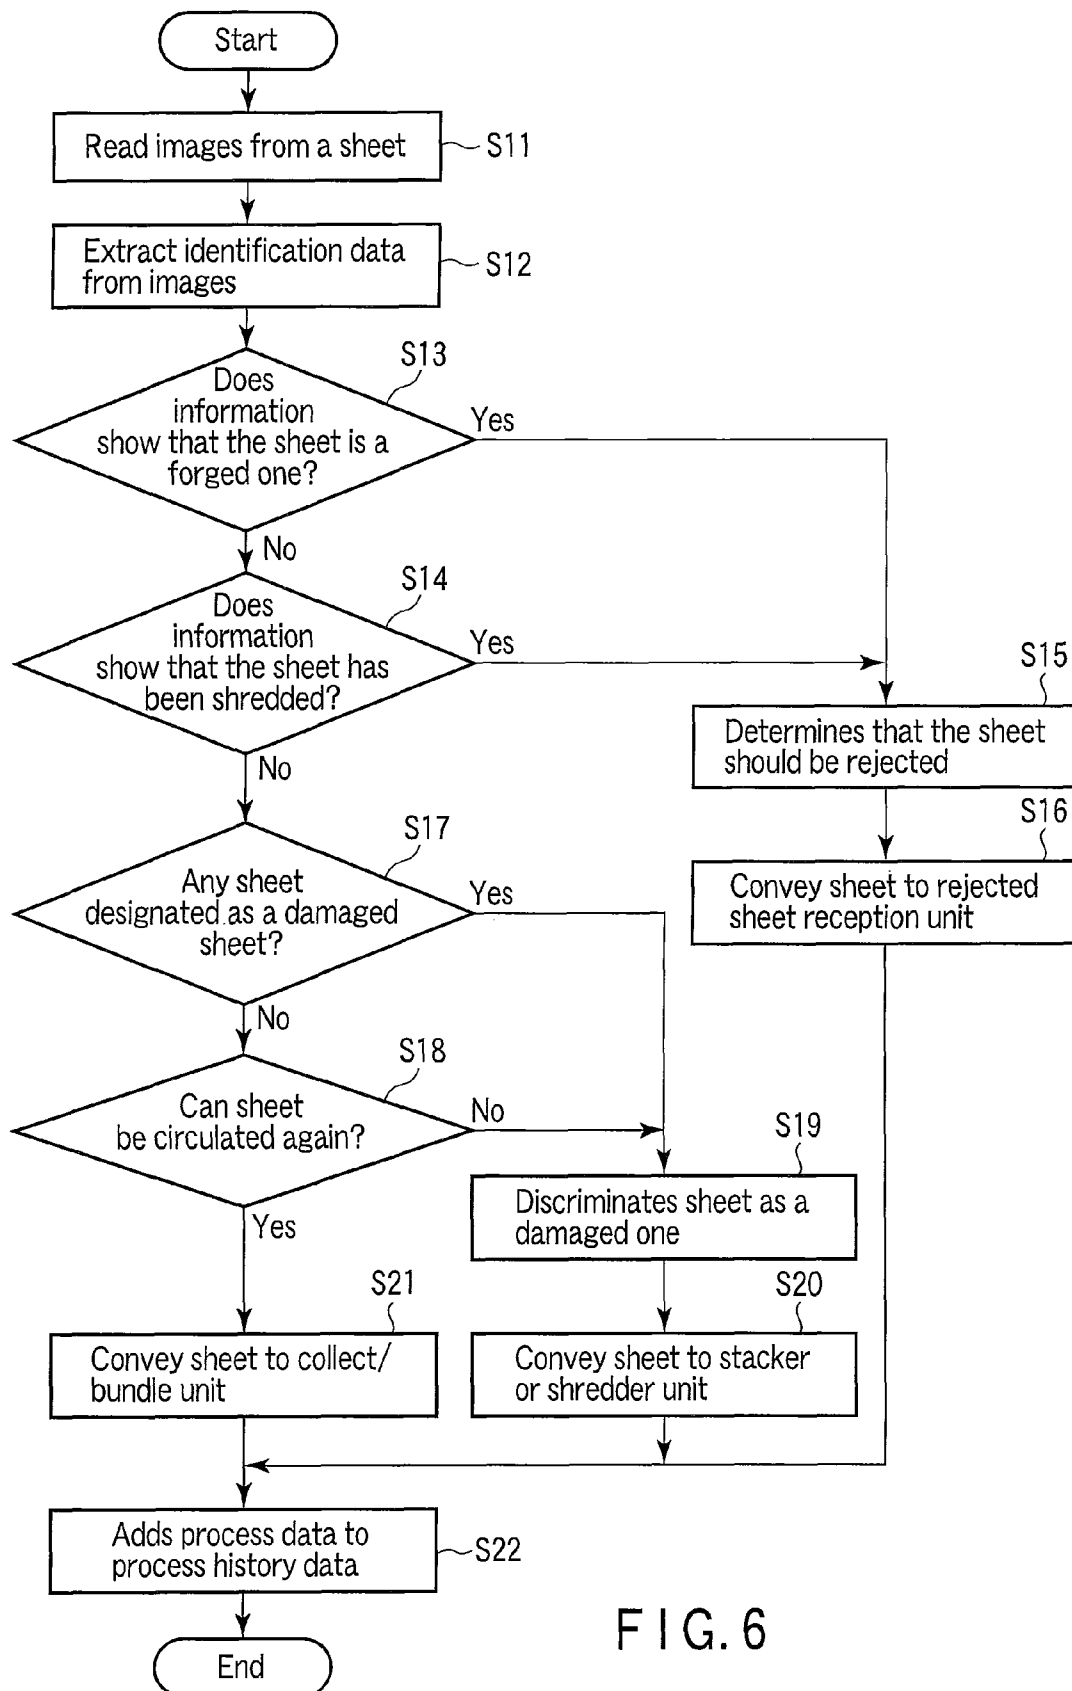 Start
Read images from a sheet
S11
Extract identification data
from images
S12
S13
Does
information
show that the sheet is a
forged one?
Yes
No
S14
Does
information
show that the sheet has
been shredded?
Yes
No
S15
Determines that the sheet
should be rejected
S16
Convey sheet to rejected
sheet reception unit
S17
Any sheet
designated as a damaged
sheet?
Yes
No
S18
Can sheet
be circulated again?
No
Yes
S19
Discriminates sheet as a
damaged one
S20
Convey sheet to stacker
or shredder unit
S21
Convey sheet to collect/
bundle unit
Adds process data to
process history data
S22
End
FIG. 6